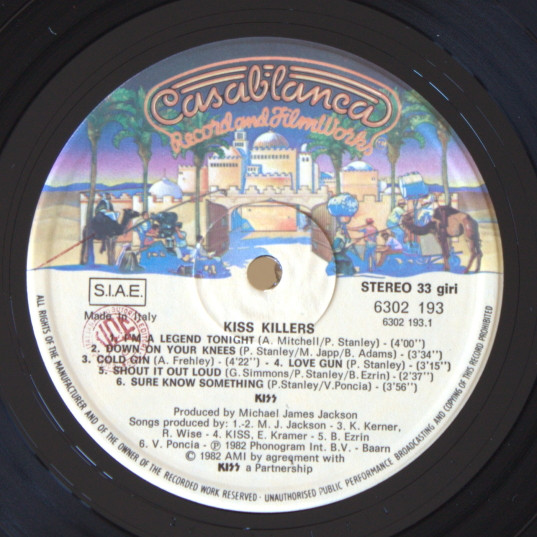 Casablanca
Record and FilmWorks
S.I.A.E.
Made in Italy
STEREO 33 giri
6302 193
6302 193.1
KISS KILLERS
I'M A LEGEND TONIGHT (A. Mitchell/P. Stanley) - (4'00")
2. DOWN ON YOUR KNEES (P. Stanley/M. Japp/B. Adams) - (3'34")
3. COLD GIN (A. Frehley) - (4'22") - 4. LOVE GUN (P. Stanley) - (3'15")
5. SHOUT IT OUT LOUD (G. Simmons/P. Stanley/B. Ezrin) - (2'37")
6. SURE KNOW SOMETHING (P.Stanley/V.Poncia) - (3'56")
KISS
Produced by Michael James Jackson
Songs produced by: 1.-2. M. J. Jackson - 3. K. Kerner,
R. Wise - 4. KISS, E. Kramer - 5. B. Ezrin
6. V. Poncia - Ⓟ 1982 Phonogram Int. B.V. - Baarn
© 1982 AMI by agreement with
KISS a Partnership
ALL RIGHTS OF THE MANUFACTURER AND OF THE OWNER OF THE RECORDED WORK RESERVED · UNAUTHORISED PUBLIC PERFORMANCE BROADCASTING AND COPYING OF THIS RECORD PROHIBITED